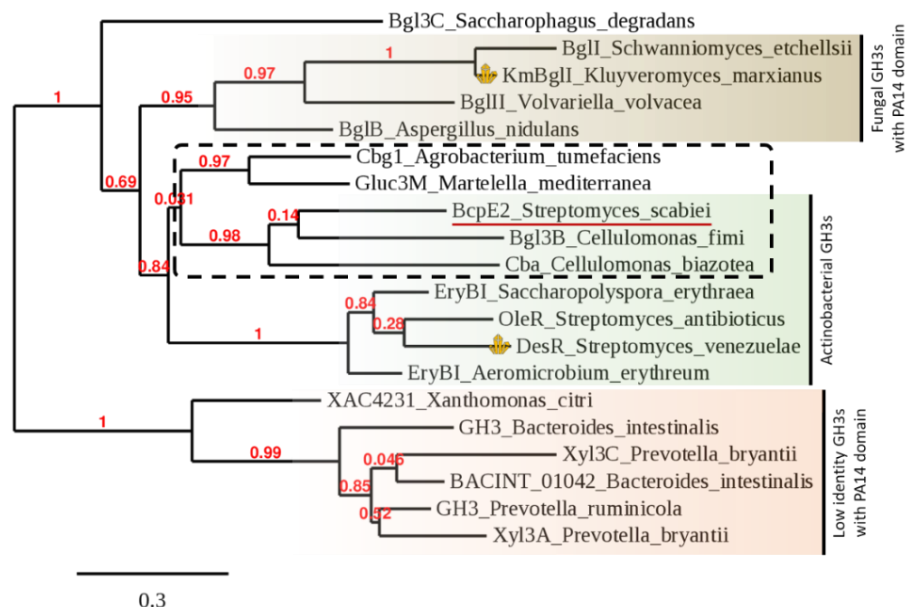 Bgl3C_Saccharophagus_degradans
1
BglI_Schwanniomyces_etchellsii
1
0.97
KmBglI_Kluyveromyces_marxianus
0.95
BglII_Volvariella_volvacea
1
BglB_Aspergillus_nidulans
Fungal GH3s
with PA14 domain
0.97
Cbg1_Agrobacterium_tumefaciens
0.69
Gluc3M_Martelella_mediterranea
0.031
0.14
BcpE2_Streptomyces_scabiei
0.98
Bgl3B_Cellulomonas_fimi
0.84
Cba_Cellulomonas_biazotea
EryBI_Saccharopolyspora_erythraea
0.84
OleR_Streptomyces_antibioticus
0.28
1
DesR_Streptomyces_venezuelae
EryBI_Aeromicrobium_erythreum
Actinobacterial GH3s
XAC4231_Xanthomonas_citri
1
GH3_Bacteroides_intestinalis
0.99
Xyl3C_Prevotella_bryantii
0.046
BACINT_01042_Bacteroides_intestinalis
0.85
GH3_Prevotella_ruminicola
0.52
Xyl3A_Prevotella_bryantii
Low identity GH3s
with PA14 domain
0.3